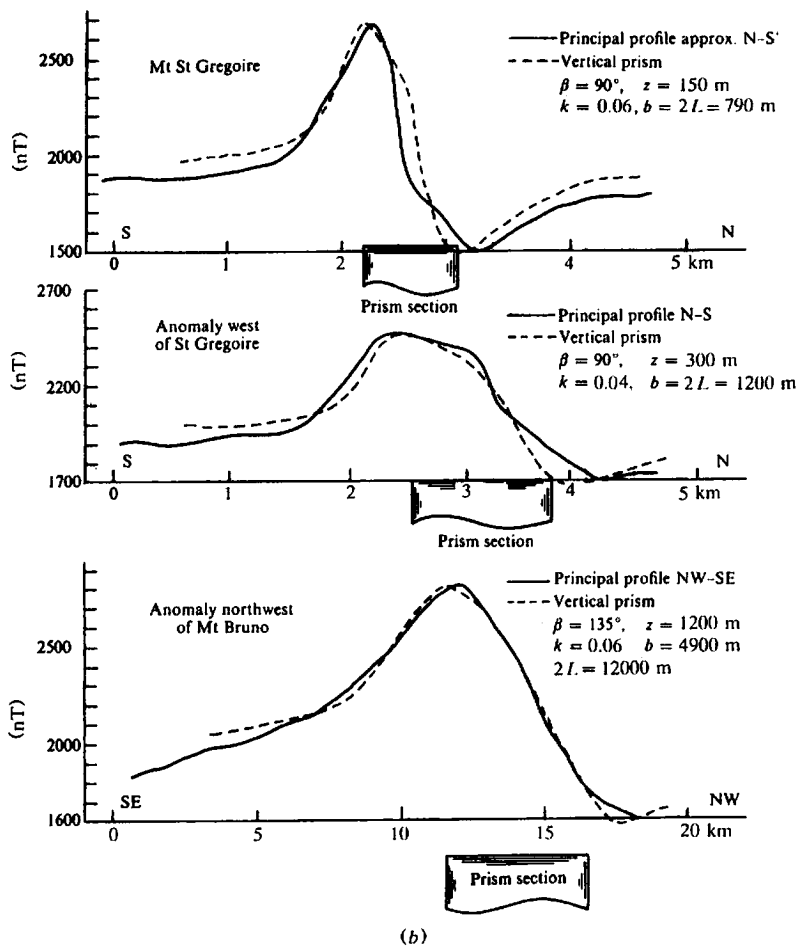 Mt St Gregoire
Principal profile approx. N-S'
Vertical prism
β = 90°, z = 150 m
k = 0.06, b = 2L = 790 m
(nT)
2500
2000
1500
S
N
0 1 2 4 5 km
Prism section
Anomaly west
of St Gregoire
Principal profile N-S
Vertical prism
β = 90°, z = 300 m
k = 0.04, b = 2L = 1200 m
(nT)
2700
2200
1700
S
N
0 1 2 3 4 5 km
Prism section
Anomaly northwest
of Mt Bruno
Principal profile NW-SE
Vertical prism
β = 135°, z = 1200 m
k = 0.06 b = 4900 m
2L = 12000 m
(nT)
2500
2000
1600
SE
NW
0 5 10 15 20 km
Prism section
(b)